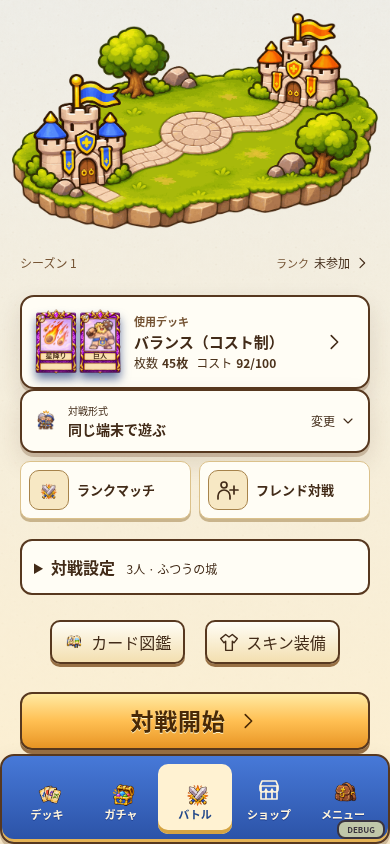 シーズン 1
ランク 未参加
使用デッキ
バランス（コスト制）
枚数 45枚 コスト 92/100
星降り
巨人
対戦形式
同じ端末で遊ぶ
変更
ランクマッチ
フレンド対戦
対戦設定 3人 · ふつうの城
カード図鑑
スキン装備
対戦開始
デッキ
ガチャ
バトル
ショップ
メニュー
DEBUG